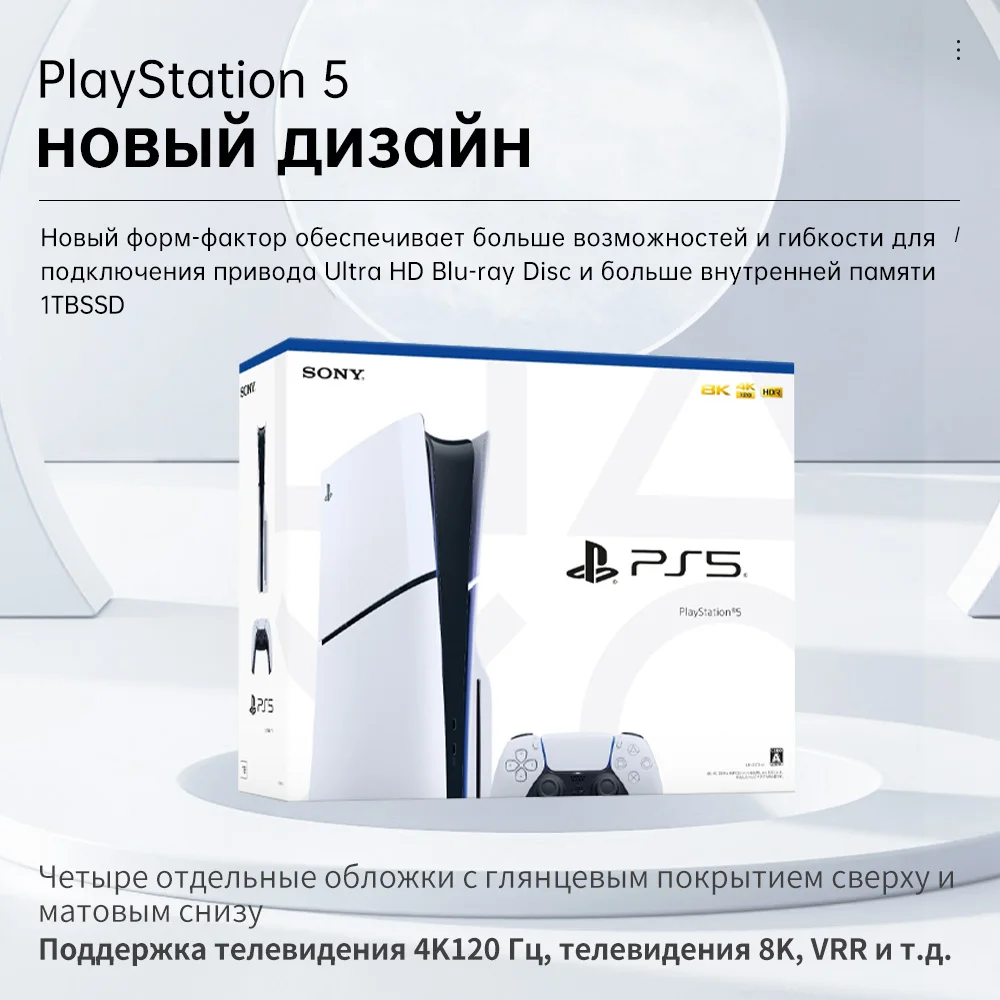 PlayStation 5
новый дизайн
Новый форм-фактор обеспечивает больше возможностей и гибкости для /
подключения привода Ultra HD Blu-ray Disc и больше внутренней памяти
1TBSSD
SONY
SONY
8K 4K 120 HDR
PS5
PlayStation®5
PS5
A
Четыре отдельные обложки с глянцевым покрытием сверху и
матовым снизу
Поддержка телевидения 4K120 Гц, телевидения 8K, VRR и т.д.